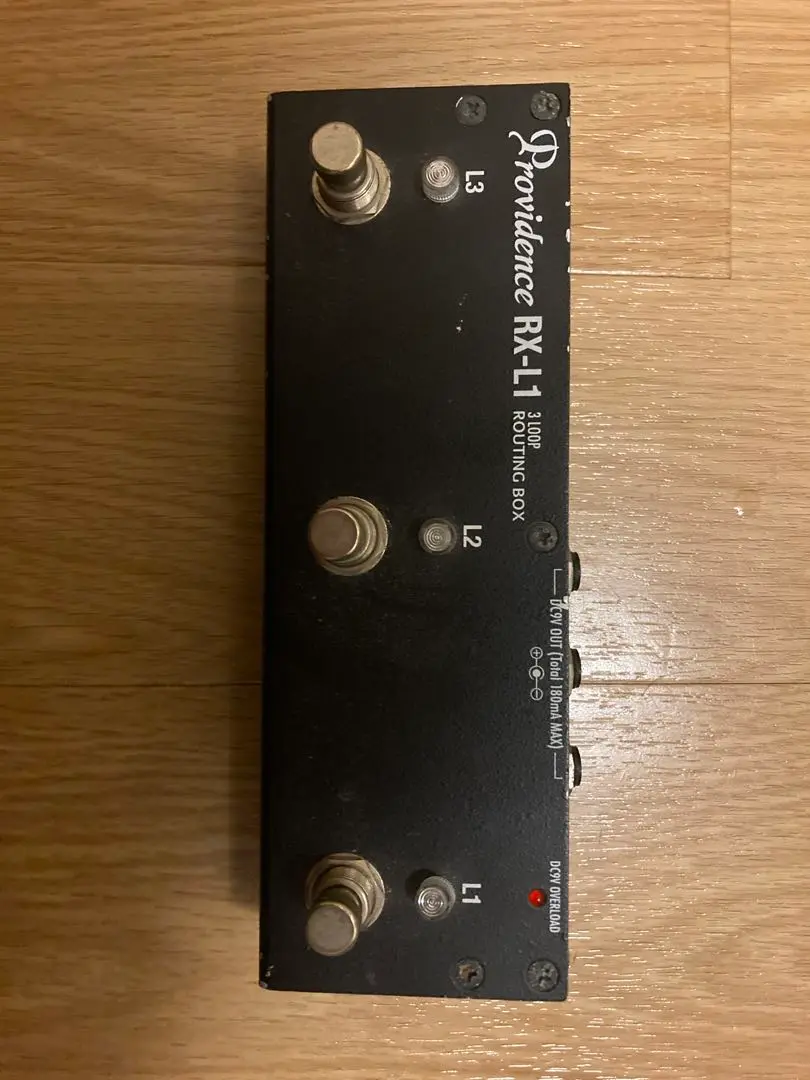 Providence RX-L1 3 LOOP
ROUTING BOX
DC9V OUT (Total 180mA MAX)
DC9V OVERLOAD
L3
L2
L1